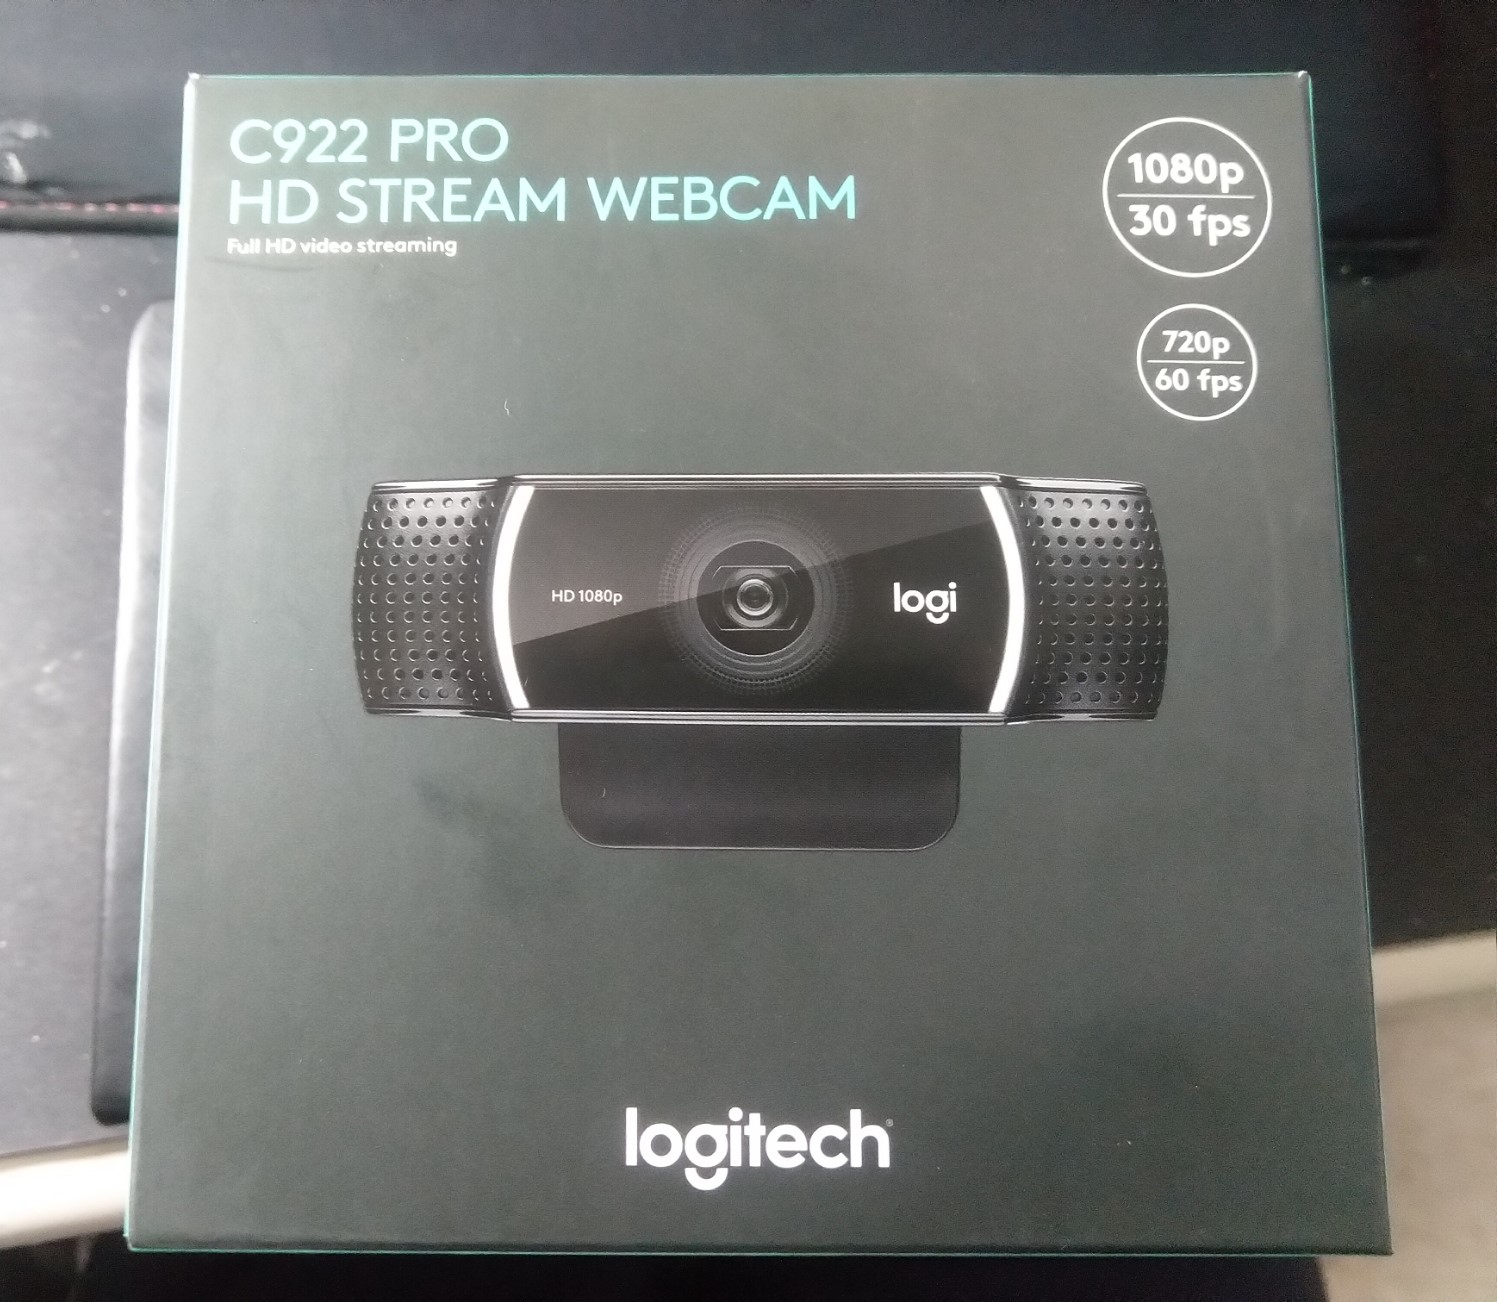 C922 PRO
HD STREAM WEBCAM
Full HD video streaming
1080p
30 fps
720p
60 fps
HD 1080p
logi
logitech